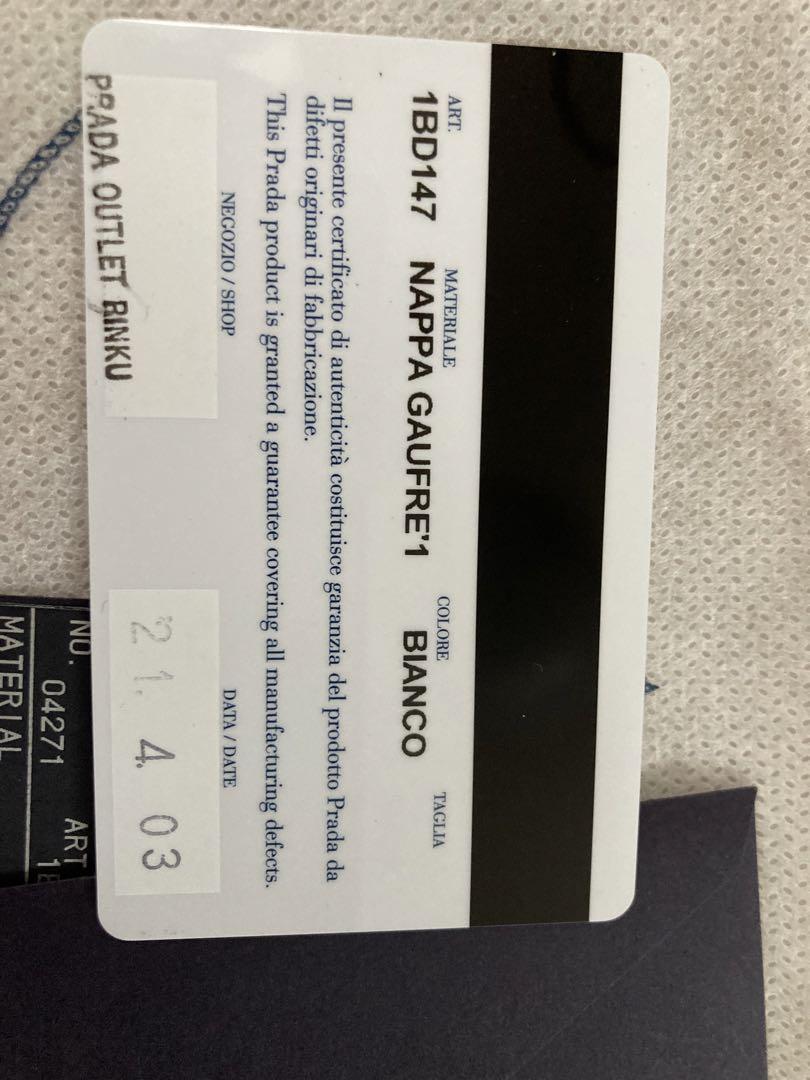 ART. MATERIALE COLORE TAGLIA
1BD147 NAPPA GAUFRE'1 BIANCO
Il presente certificato di autenticità costituisce garanzia del prodotto Prada da
difetti originari di fabbricazione.
This Prada product is granted a guarantee covering all manufacturing defects.
NEGOZIO / SHOP DATA / DATE
PRADA OUTLET RINKU
21. 4. 03
NO. 04271 ART
MATERIAL